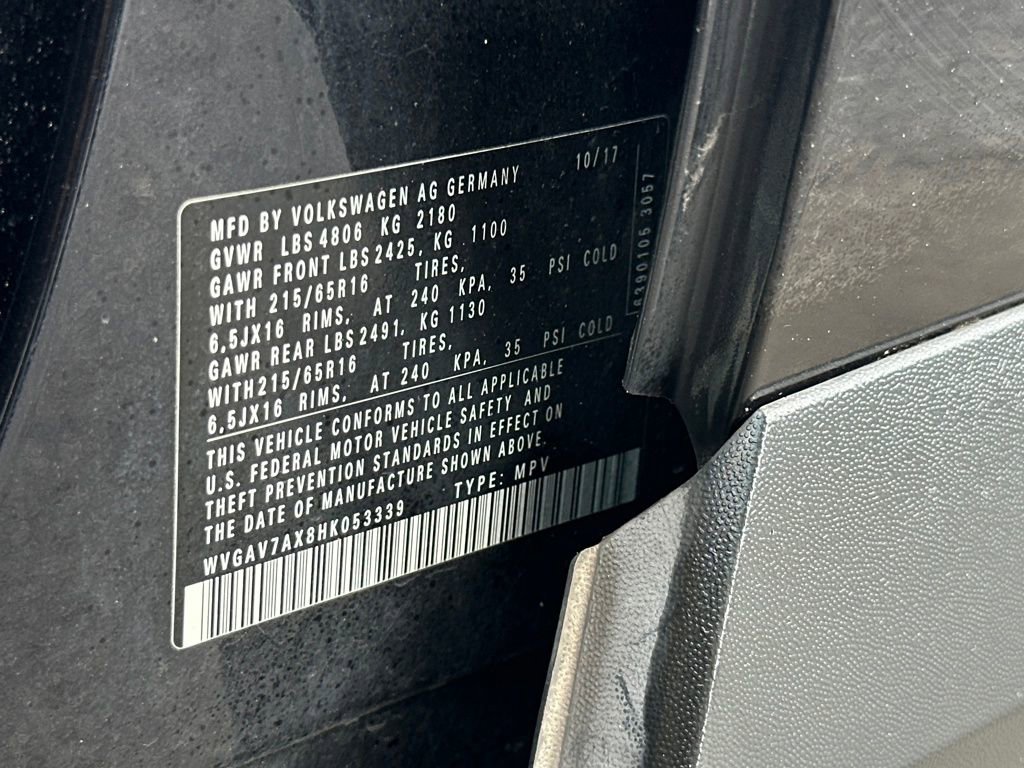 MFD BY VOLKSWAGEN AG GERMANY 10/17
GVWR LBS 4806 KG 2180
GAWR FRONT LBS 2425, KG 1100
WITH 215/65R16 TIRES,
6,5JX16 RIMS, AT 240 KPA, 35 PSI COLD
GAWR REAR LBS 2491, KG 1130
WITH 215/65R16 TIRES,
6,5JX16 RIMS, AT 240 KPA, 35 PSI COLD
THIS VEHICLE CONFORMS TO ALL APPLICABLE
U.S. FEDERAL MOTOR VEHICLE SAFETY AND
THEFT PREVENTION STANDARDS IN EFFECT ON
THE DATE OF MANUFACTURE SHOWN ABOVE.
WVGAV7AX8HK053339 TYPE: MPV
6390105 3057